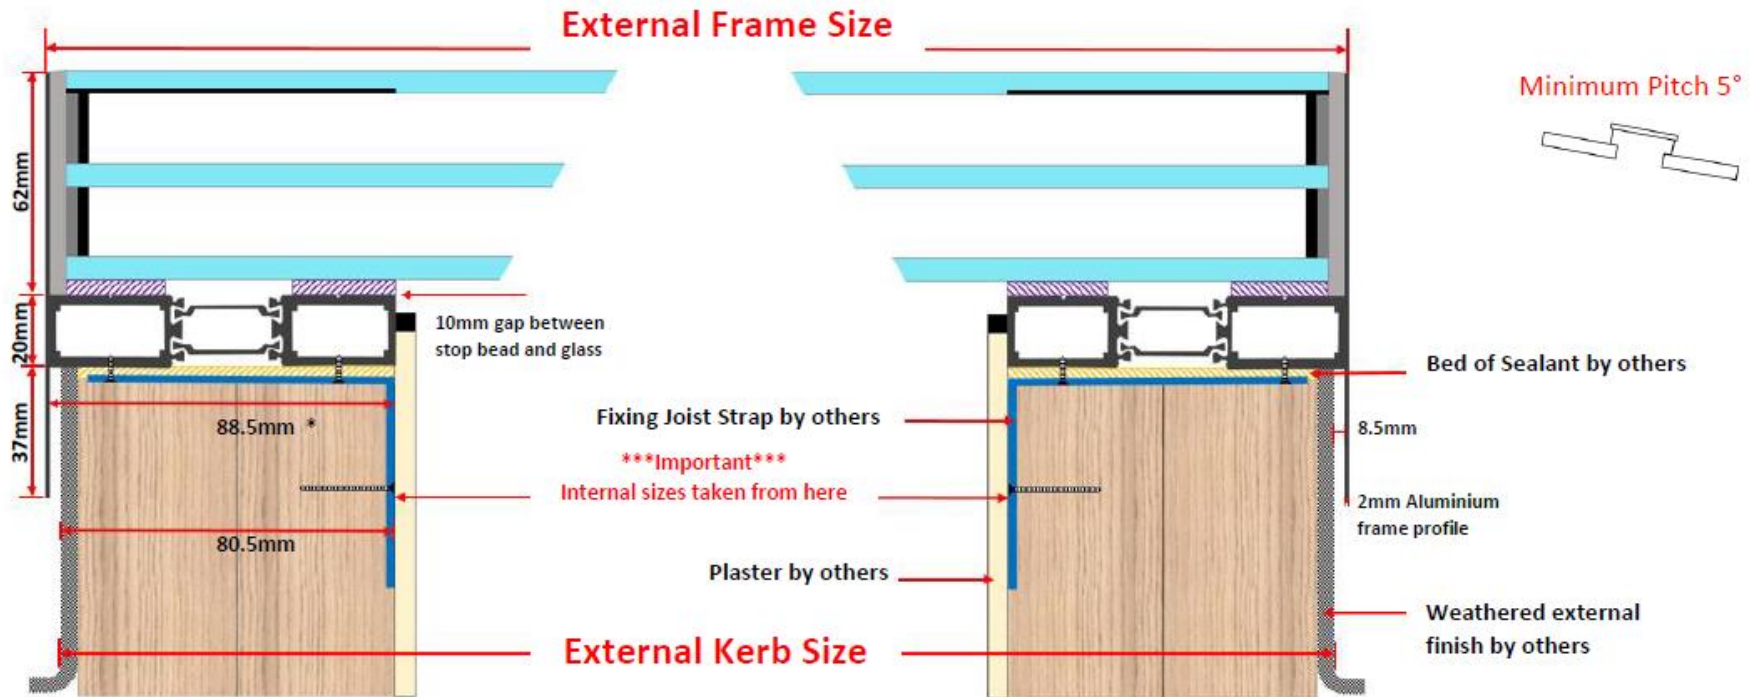 External Frame Size
Minimum Pitch 5°
62mm
20mm
10mm gap between
stop bead and glass
37mm
88.5mm *
Fixing Joist Strap by others
***Important***
Internal sizes taken from here
Bed of Sealant by others
8.5mm
2mm Aluminium
frame profile
80.5mm
Plaster by others
Weathered external
finish by others
External Kerb Size